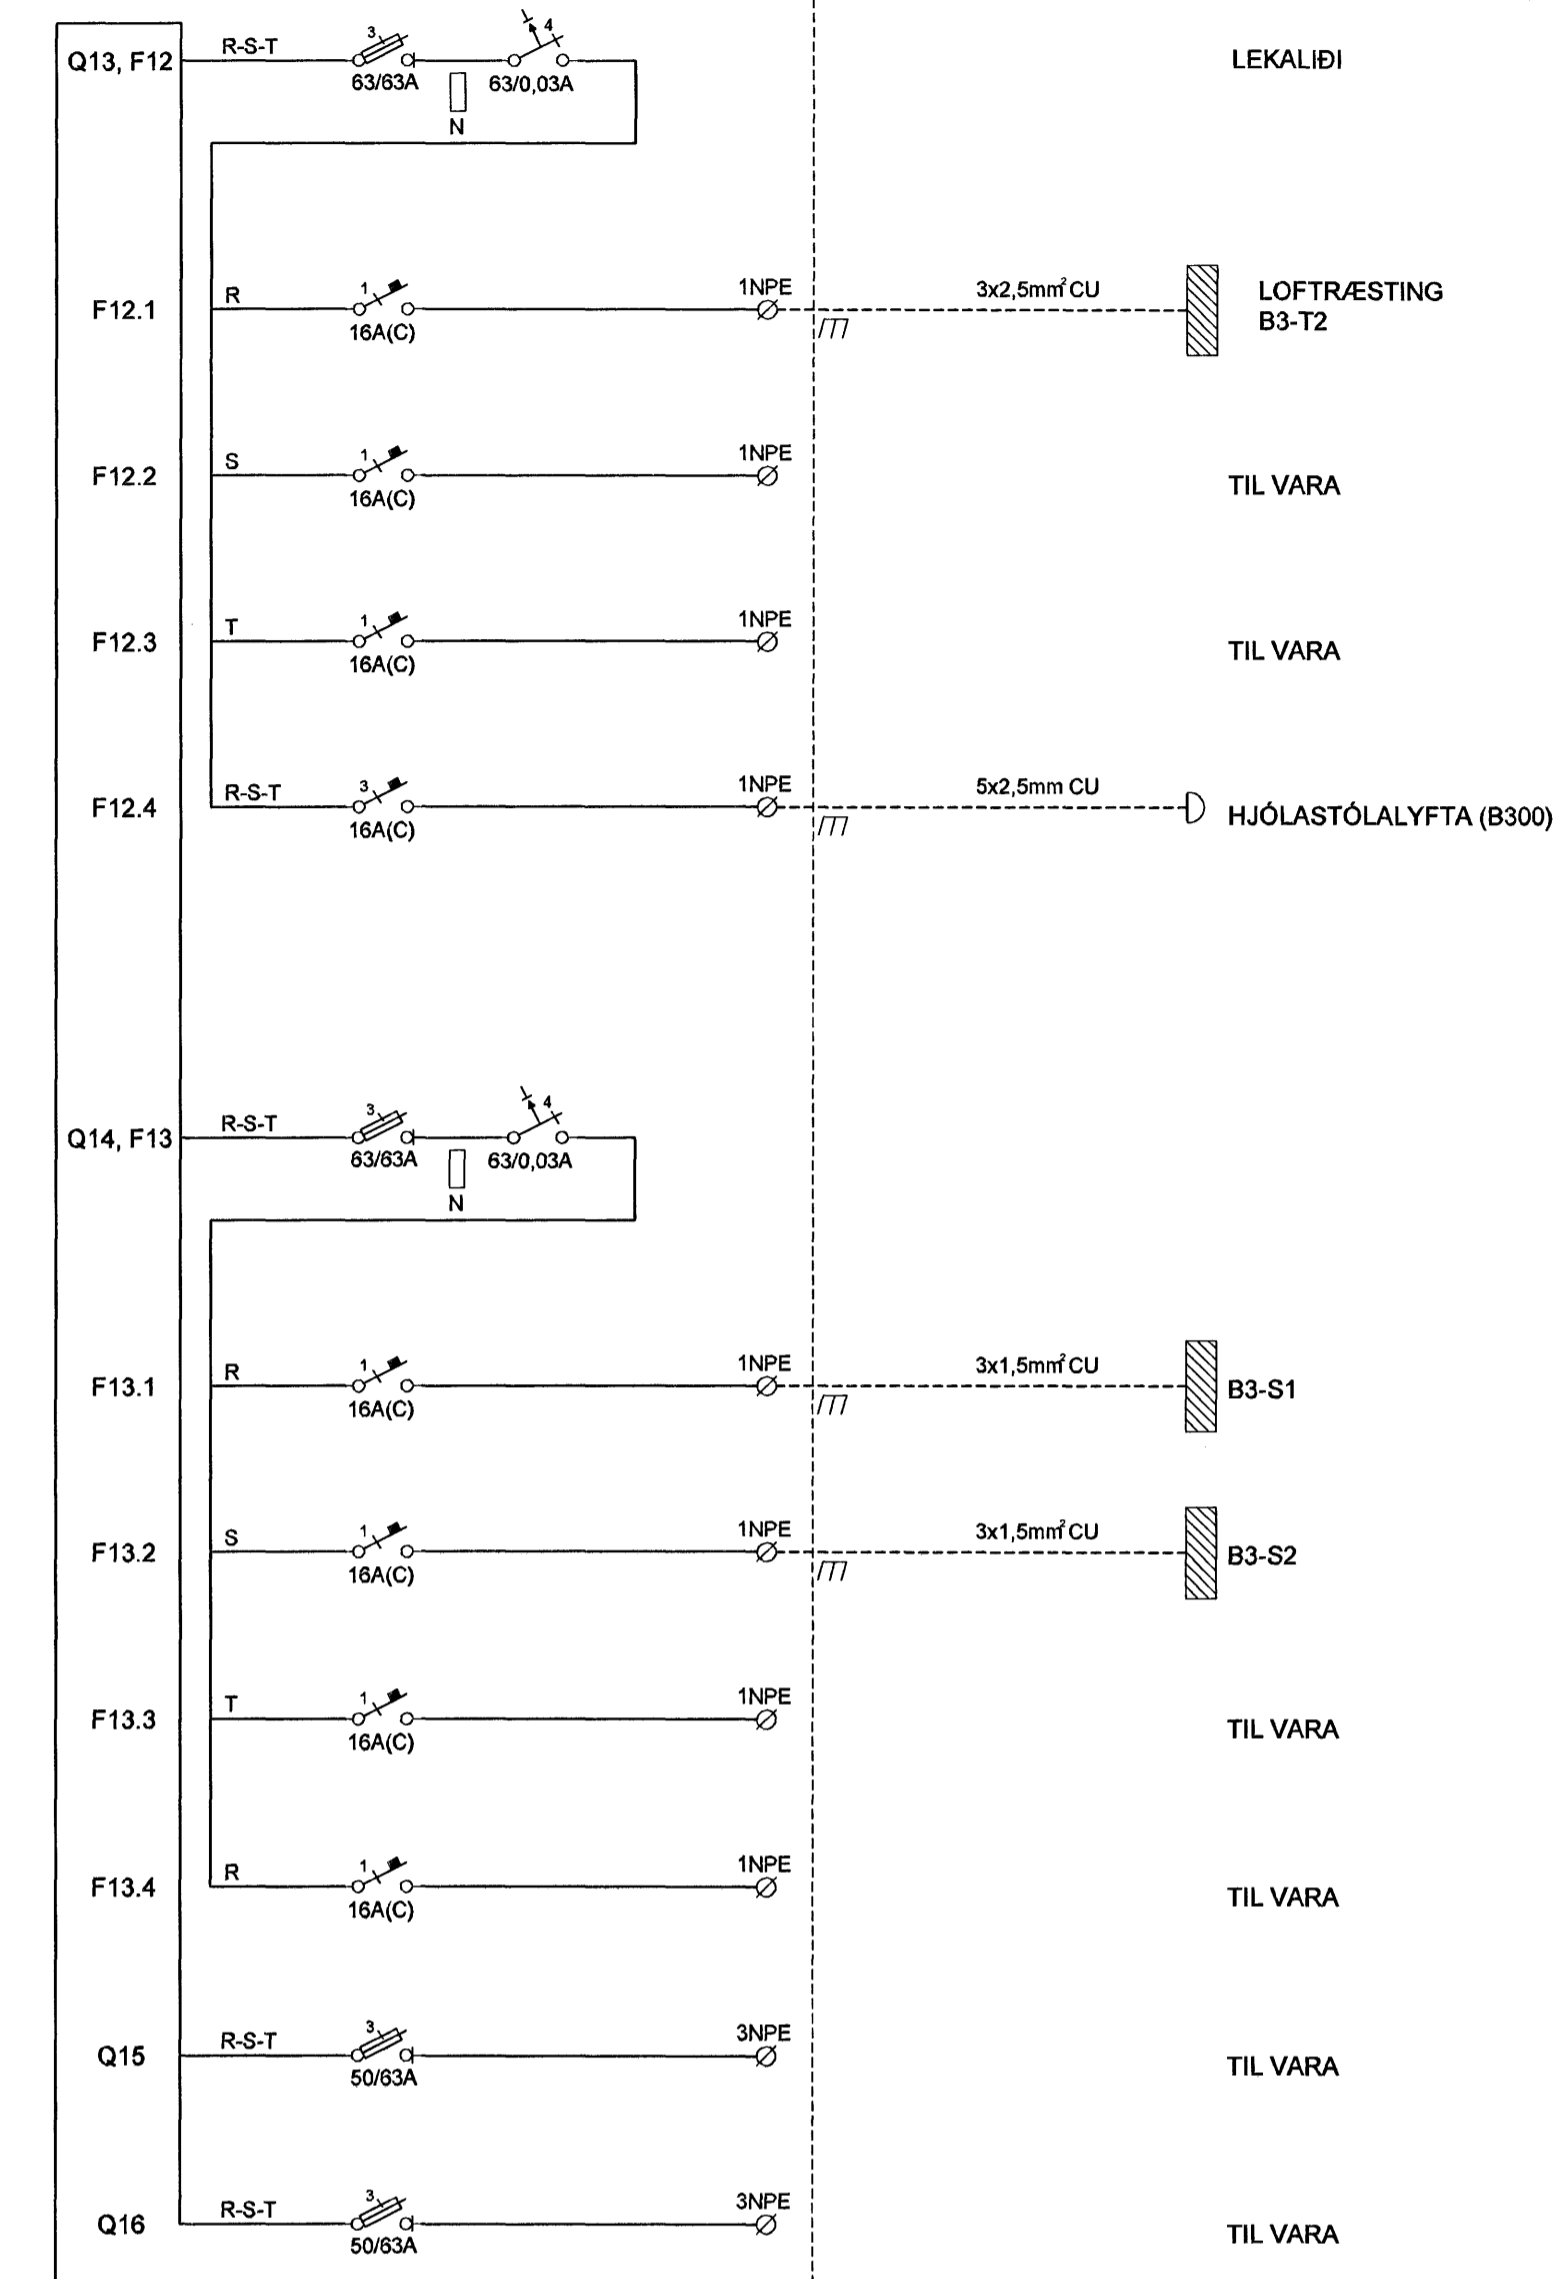 Q13, F12
R-S-T
3
63/63A
N
4
63/0,03A
LEKALIÐI
F12.1
R
1
16A(C)
1NPE
3x2,5mm² CU
LOFTRÆSTING
B3-T2
F12.2
S
1
16A(C)
1NPE
TIL VARA
F12.3
T
1
16A(C)
1NPE
TIL VARA
F12.4
R-S-T
3
16A(C)
1NPE
5x2,5mm CU
HJÓLASTÓLALYFTA (B300)
Q14, F13
R-S-T
3
63/63A
N
4
63/0,03A
F13.1
R
1
16A(C)
1NPE
3x1,5mm² CU
B3-S1
F13.2
S
1
16A(C)
1NPE
3x1,5mm² CU
B3-S2
F13.3
T
1
16A(C)
1NPE
TIL VARA
F13.4
R
1
16A(C)
1NPE
TIL VARA
Q15
R-S-T
3
50/63A
3NPE
TIL VARA
Q16
R-S-T
3
50/63A
3NPE
TIL VARA